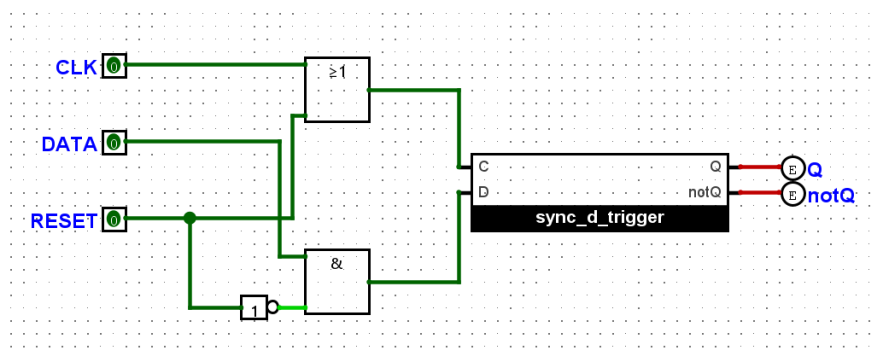 CLK 0
≥1
DATA 0
C Q E Q
D notQ E notQ
RESET 0
sync_d_trigger
&
1